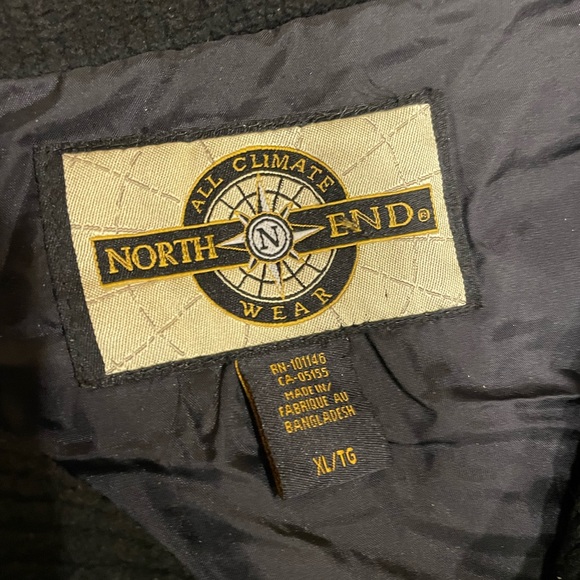 ALL CLIMATE
NORTH N END®
WEAR
RN-101146
CA-05155
MADE IN/
FABRIQUE AU
BANGLADESH
XL/TG